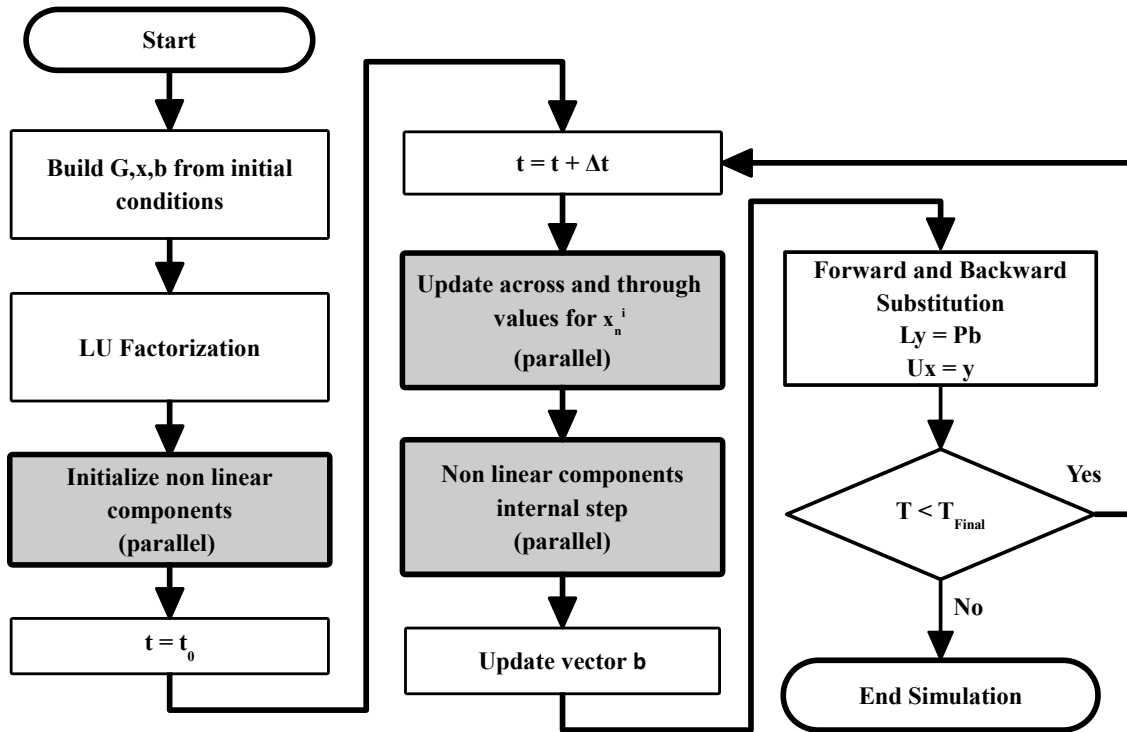 Start
Build G,x,b from initial
conditions
LU Factorization
Initialize non linear
components
(parallel)
t = t₀
t = t + Δt
Update across and through
values for xₙⁱ
(parallel)
Non linear components
internal step
(parallel)
Update vector b
Forward and Backward
Substitution
Ly = Pb
Ux = y
T < T_Final
Yes
No
End Simulation